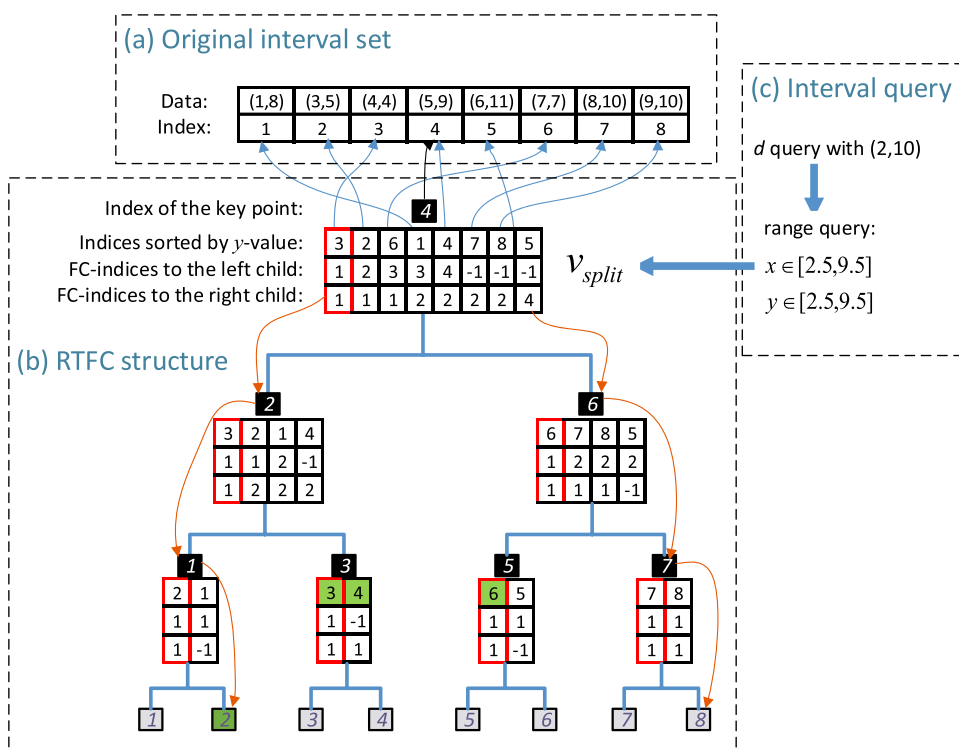 (a) Original interval set
Data: (1,8) (3,5) (4,4) (5,9) (6,11) (7,7) (8,10) (9,10)
Index: 1 2 3 4 5 6 7 8
(c) Interval query
d query with (2,10)
range query:
x ∈ [2.5,9.5]
y ∈ [2.5,9.5]
Index of the key point: 4
Indices sorted by y-value: 3 2 6 1 4 7 8 5
FC-indices to the left child: 1 2 3 3 4 -1 -1 -1
FC-indices to the right child: 1 1 1 2 2 2 2 4
v_split
(b) RTFC structure
2 6
3 2 1 4 6 7 8 5
1 1 2 -1 1 2 2 2
1 2 2 2 1 1 1 -1
1 3 5 7
2 1 3 4 6 5 7 8
1 1 1 -1 1 1 1 1
1 -1 1 1 1 -1 1 1
1 2 3 4 5 6 7 8